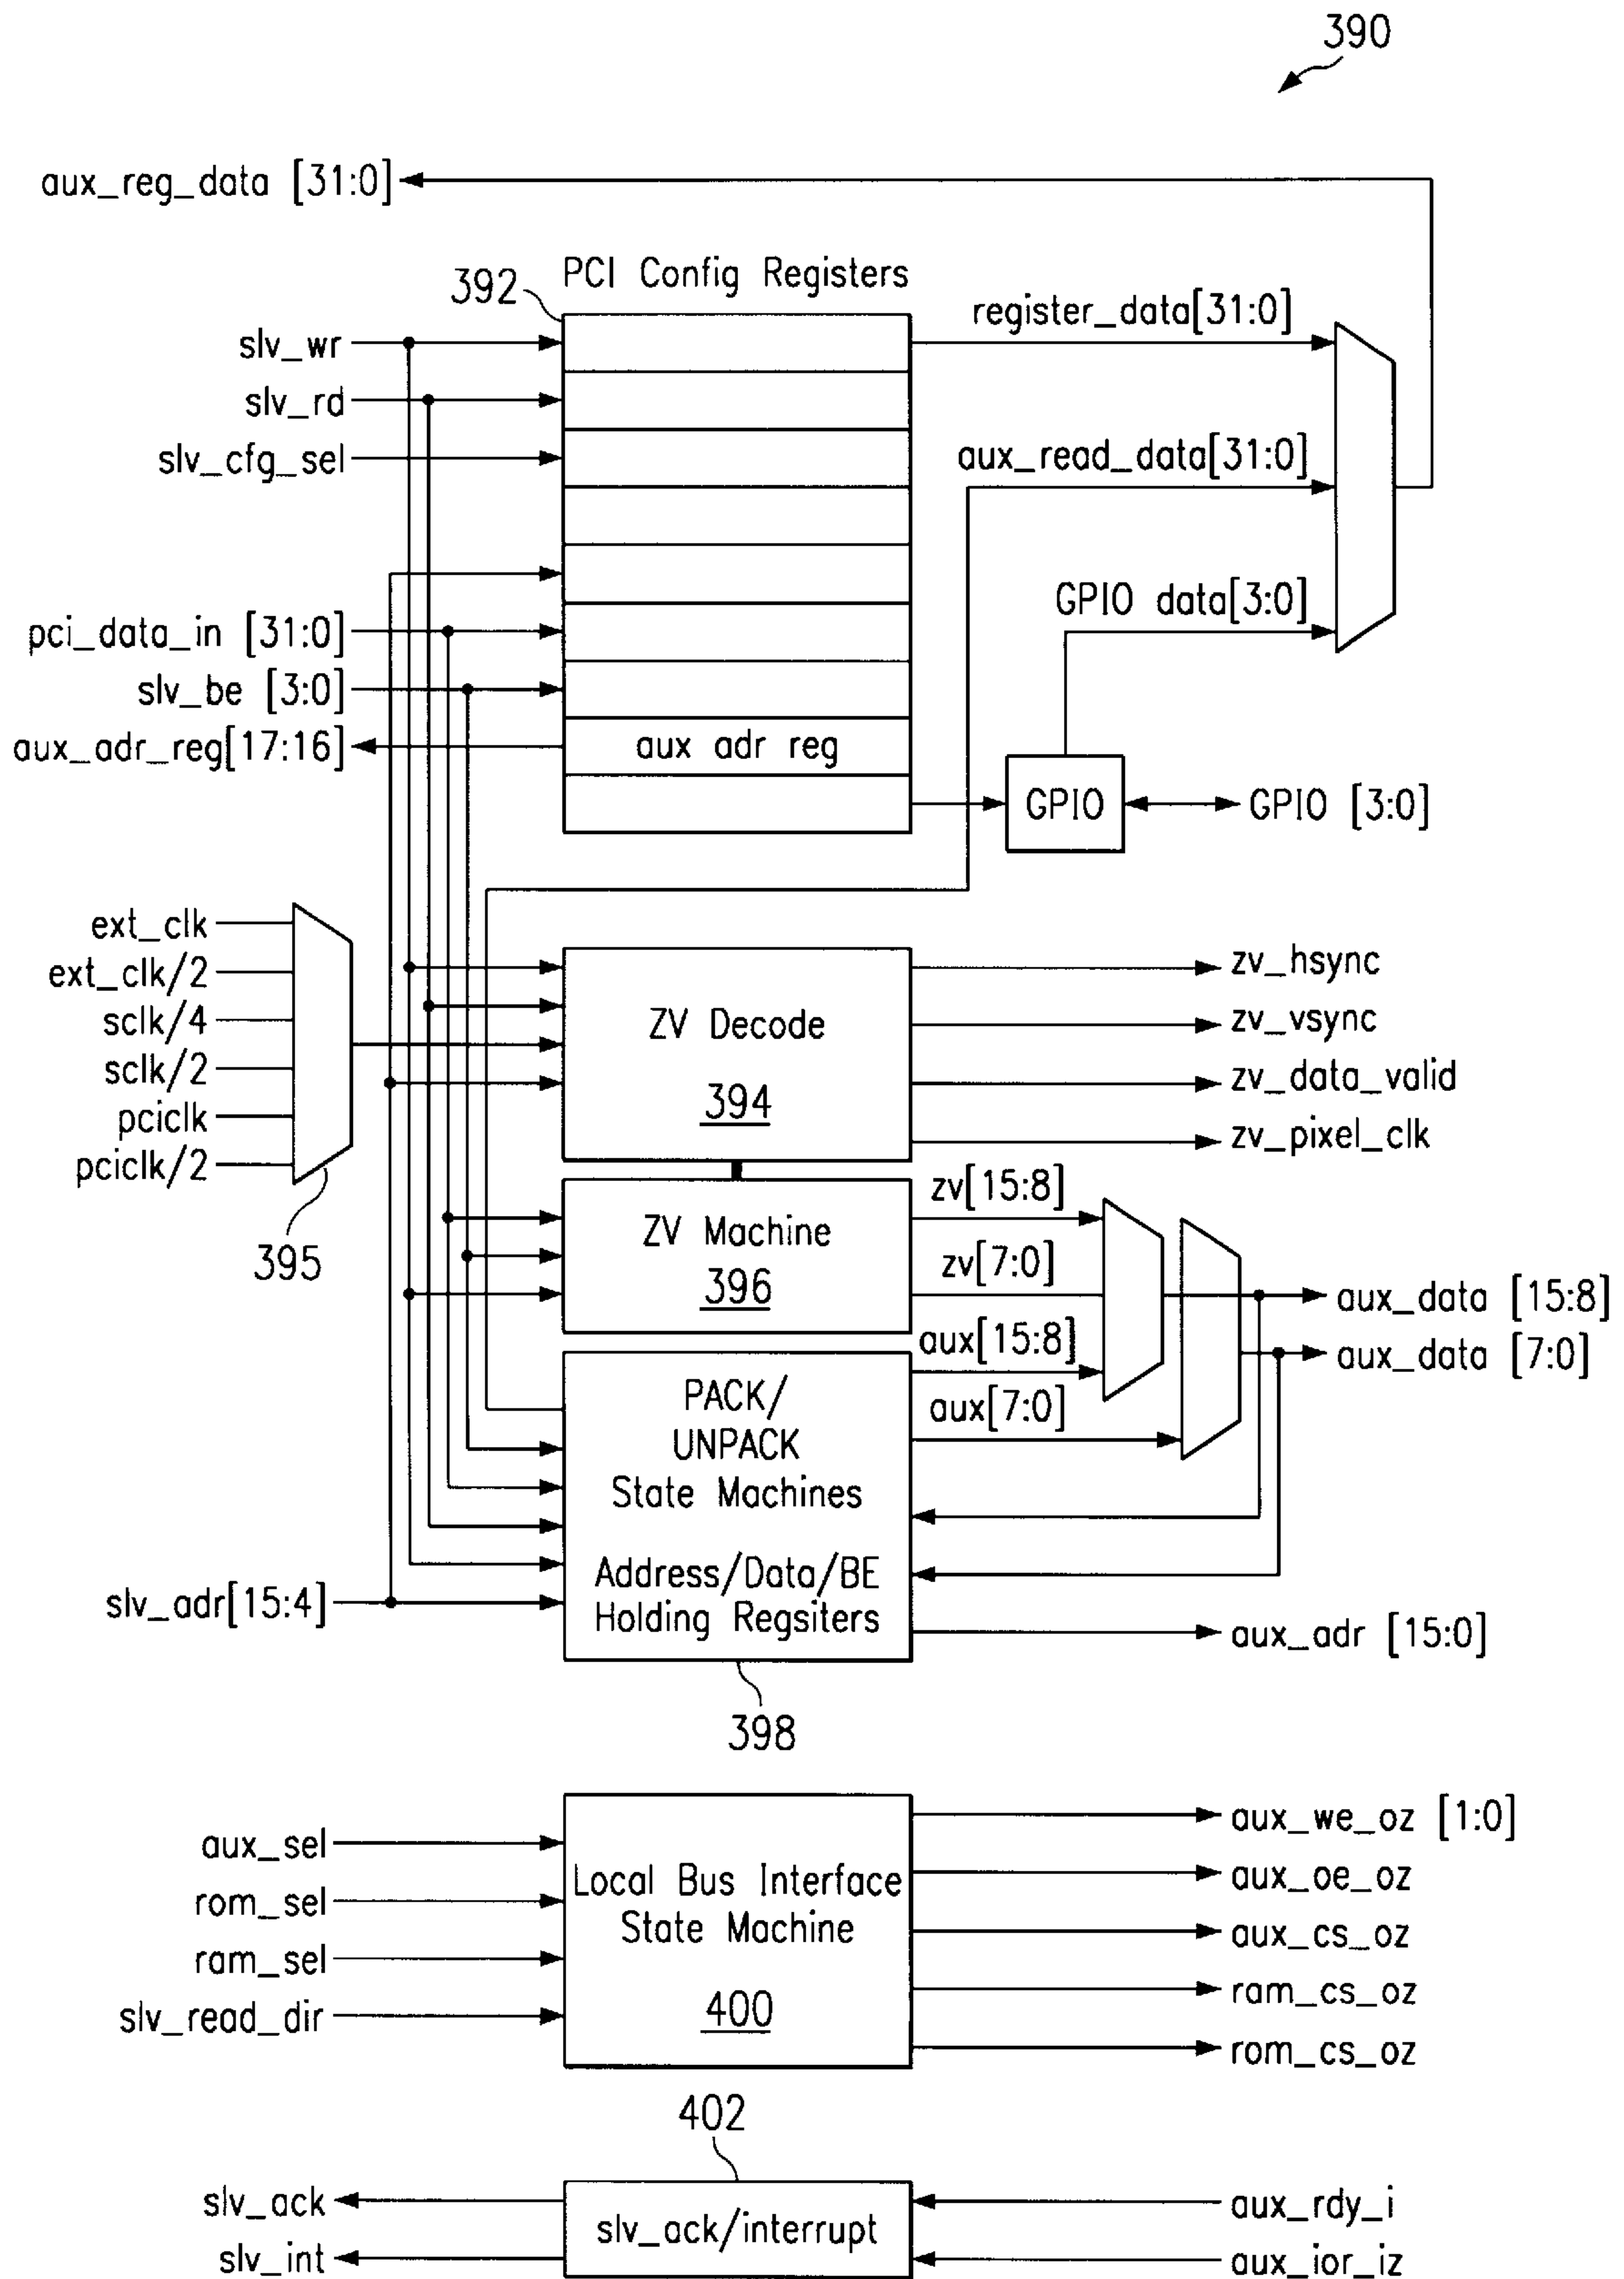 390
aux_reg_data [31:0]
PCI Config Registers
392
register_data[31:0]
slv_wr
slv_rd
slv_cfg_sel
aux_read_data[31:0]
GPIO data[3:0]
pci_data_in [31:0]
slv_be [3:0]
aux_adr_reg[17:16]
aux adr reg
GPIO
GPIO [3:0]
ext_clk
ext_clk/2
sclk/4
sclk/2
pciclk
pciclk/2
395
ZV Decode
394
zv_hsync
zv_vsync
zv_data_valid
zv_pixel_clk
ZV Machine
396
zv[15:8]
zv[7:0]
aux[15:8]
aux[7:0]
aux_data [15:8]
aux_data [7:0]
PACK/
UNPACK
State Machines
Address/Data/BE
Holding Regsiters
slv_adr[15:4]
aux_adr [15:0]
398
aux_sel
rom_sel
ram_sel
slv_read_dir
Local Bus Interface
State Machine
400
aux_we_oz [1:0]
aux_oe_oz
aux_cs_oz
ram_cs_oz
rom_cs_oz
402
slv_ack
slv_int
slv_ack/interrupt
aux_rdy_i
aux_ior_iz